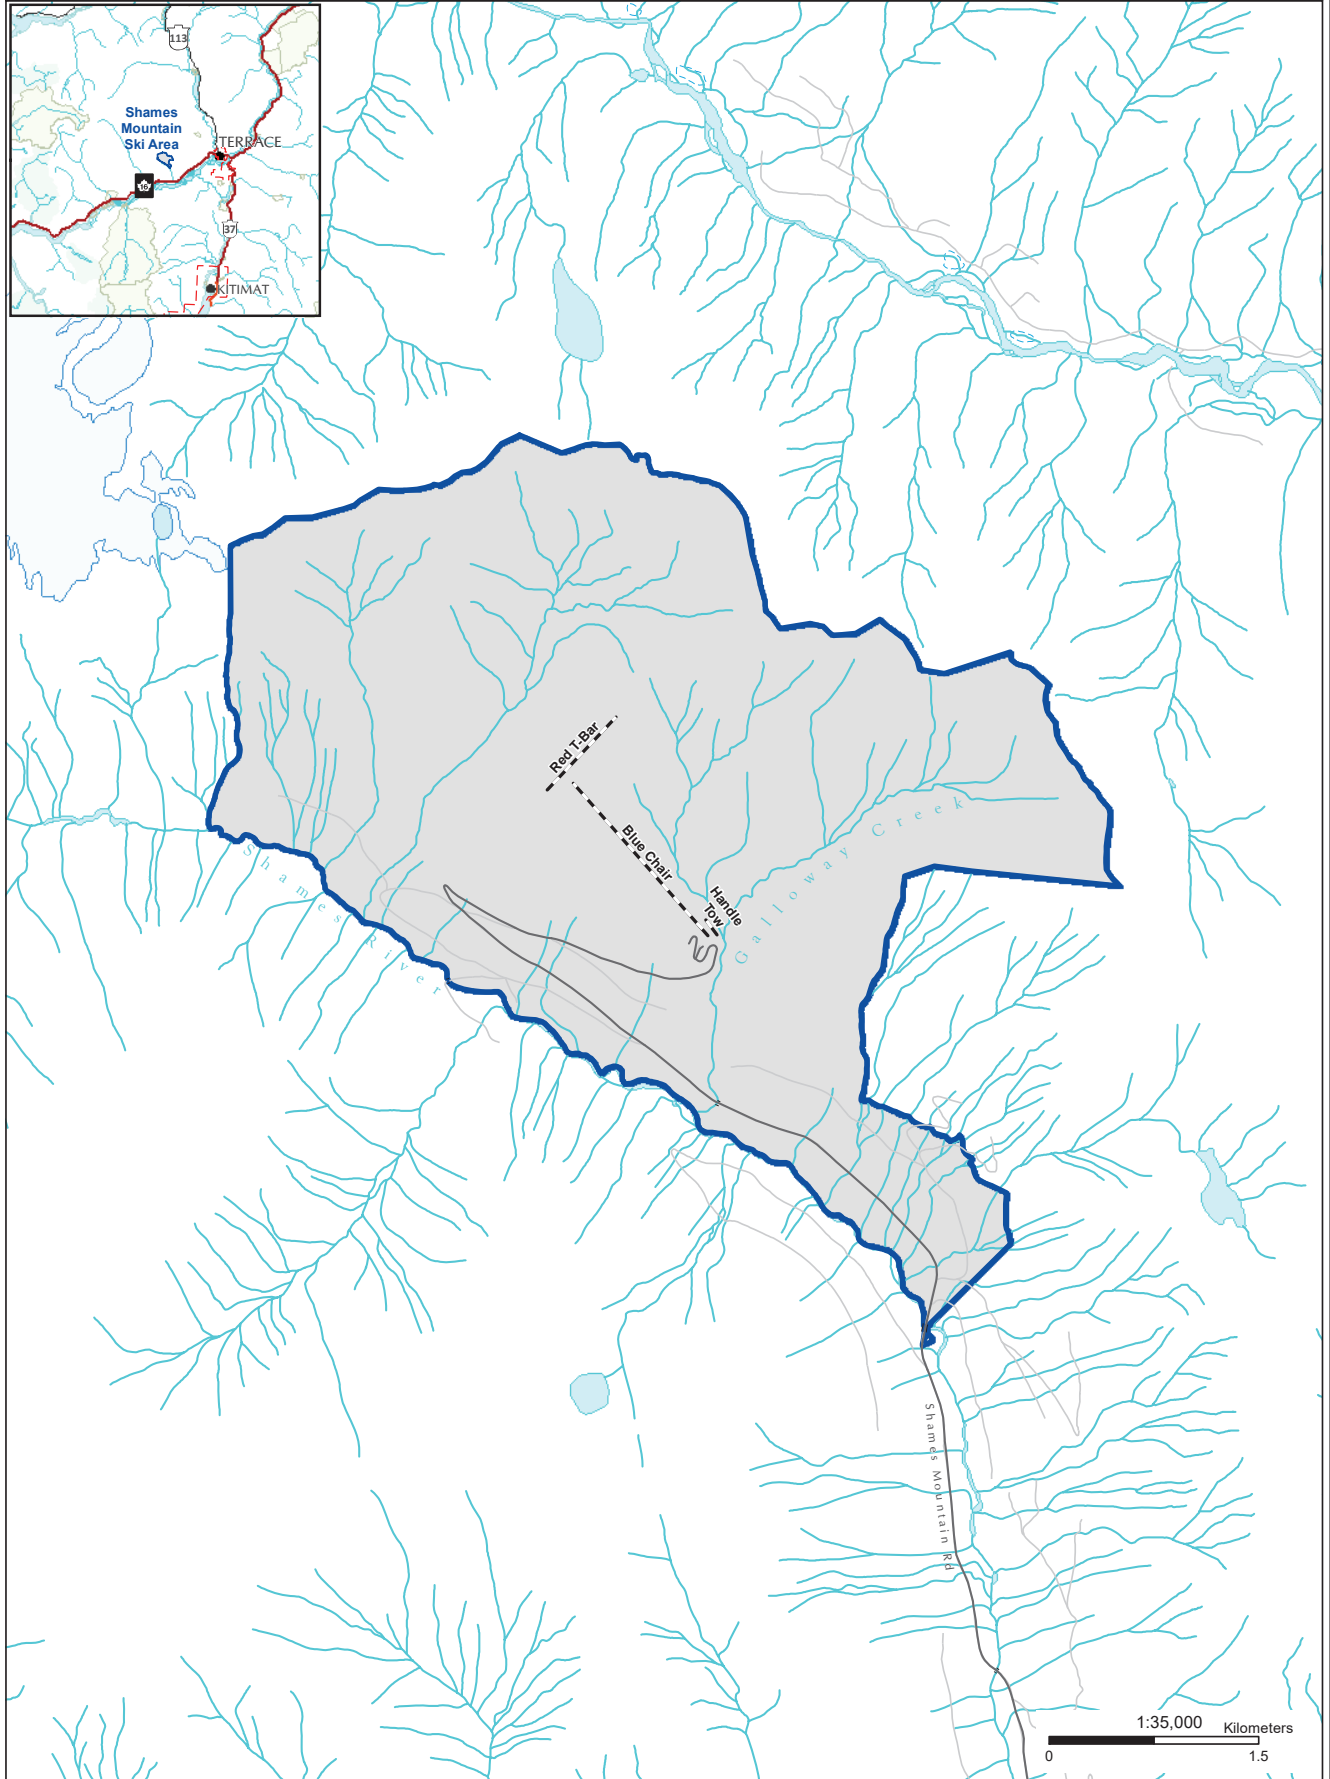 113
Shames
Mountain
Ski Area
TERRACE
16
37
KITIMAT
Red T-Bar
Blue Chair
Handle
Tow
Galloway Creek
Shames River
Shames Mountain Rd
1:35,000
Kilometers
0
1.5